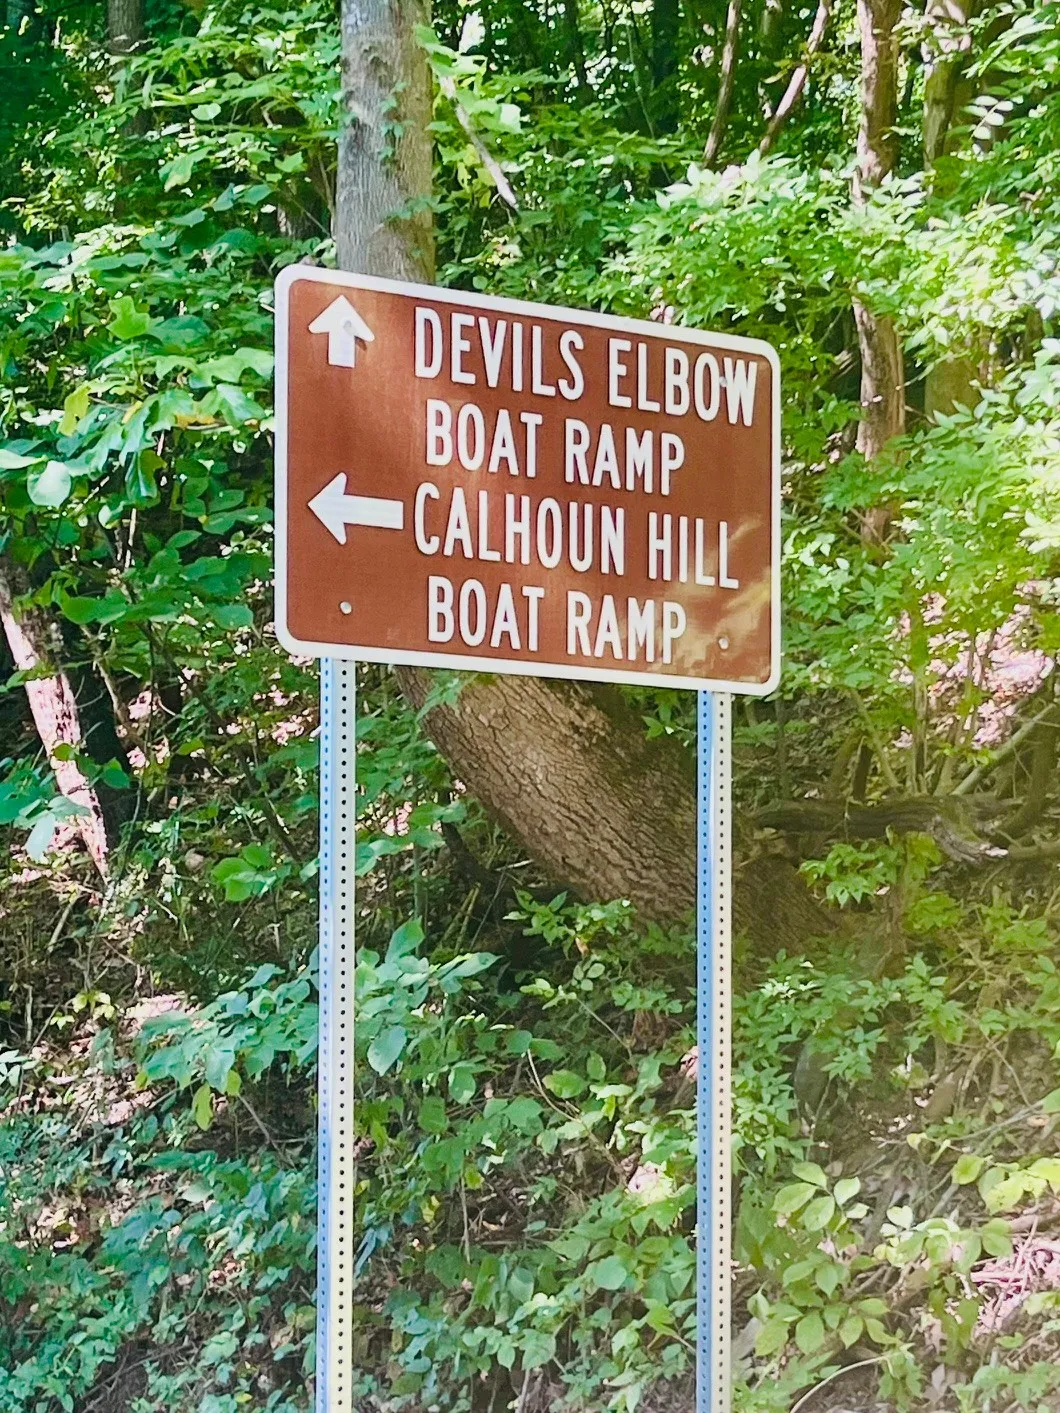 DEVILS ELBOW
BOAT RAMP
CALHOUN HILL
BOAT RAMP